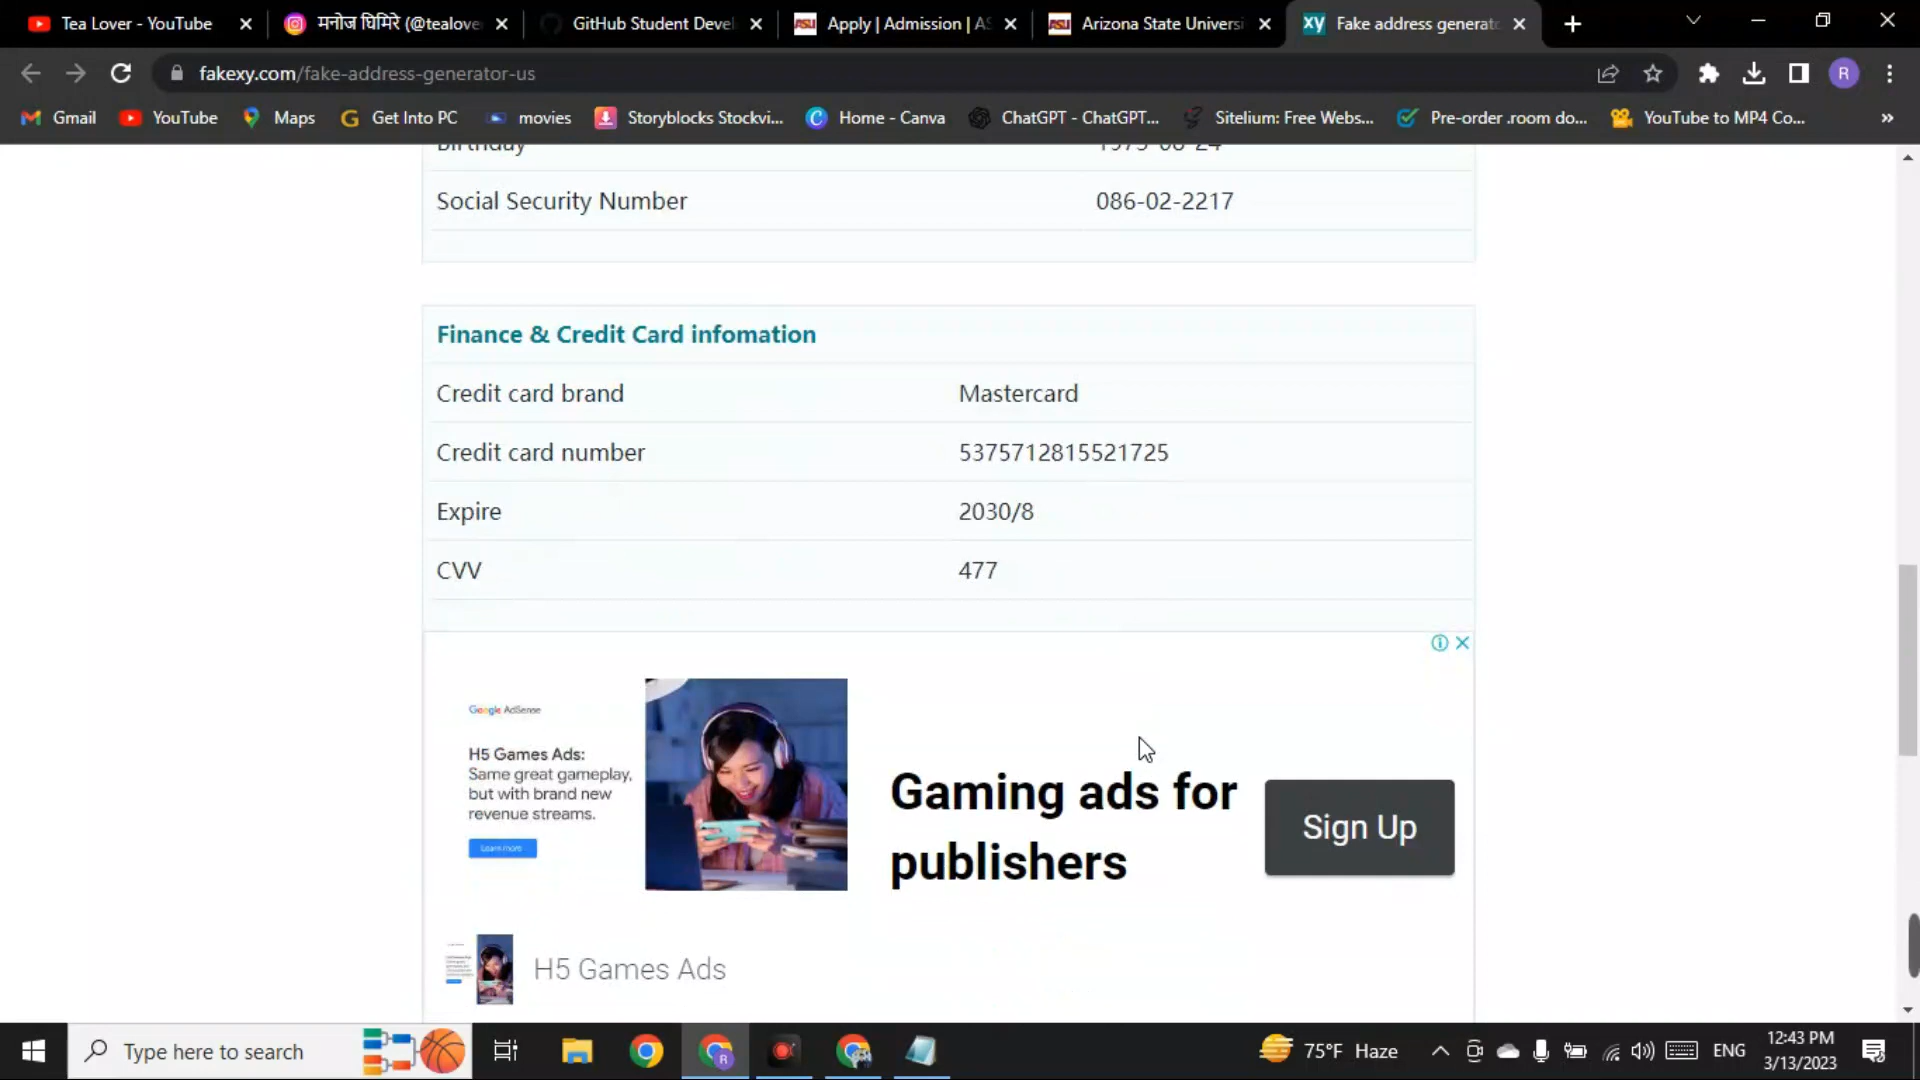 Tea Lover - YouTube
मनोज घिमिरे (@tealove
GitHub Student Devel
Apply | Admission | AS
Arizona State Universi
xy Fake address generato
fakexy.com/fake-address-generator-us
R
Gmail
YouTube
Maps
Get Into PC
movies
Storyblocks Stockvi...
Home - Canva
ChatGPT - ChatGPT...
Sitelium: Free Webs...
Pre-order .room do...
YouTube to MP4 Co...
»
Birthday
Social Security Number 086-02-2217
Finance & Credit Card infomation
Credit card brand Mastercard
Credit card number 5375712815521725
Expire 2030/8
CVV 477
Google AdSense
H5 Games Ads:
Same great gameplay,
but with brand new
revenue streams.
Learn more
Gaming ads for
publishers
Sign Up
H5 Games Ads
Type here to search
75°F Haze
ENG
12:43 PM
3/13/2023